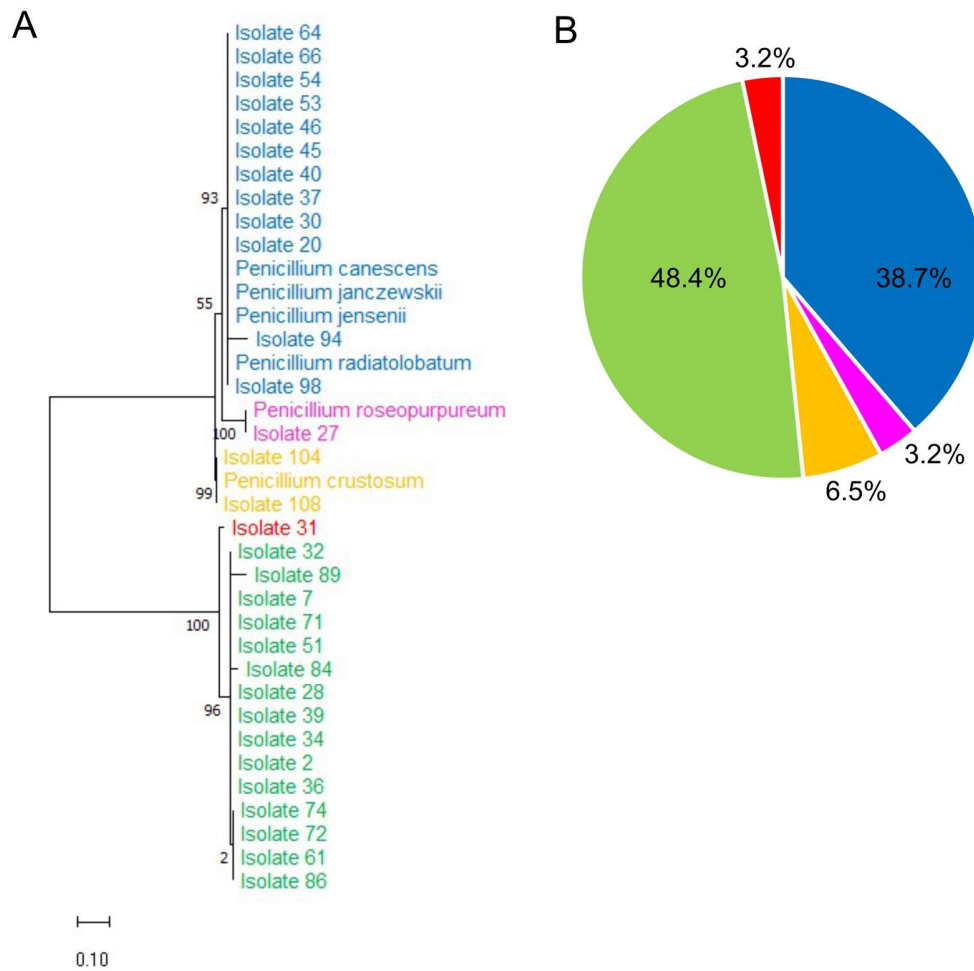 A
Isolate 64
Isolate 66
Isolate 54
Isolate 53
Isolate 46
Isolate 45
Isolate 40
Isolate 37
Isolate 30
Isolate 20
Penicillium canescens
Penicillium janczewskii
Penicillium jensenii
Isolate 94
Penicillium radiatolobatum
Isolate 98
Penicillium roseopurpureum
Isolate 27
Isolate 104
Penicillium crustosum
Isolate 108
Isolate 31
Isolate 32
Isolate 89
Isolate 7
Isolate 71
Isolate 51
Isolate 84
Isolate 28
Isolate 39
Isolate 34
Isolate 2
Isolate 36
Isolate 74
Isolate 72
Isolate 61
Isolate 86
93
55
100
99
100
96
2
0.10
B
3.2%
48.4%
38.7%
3.2%
6.5%